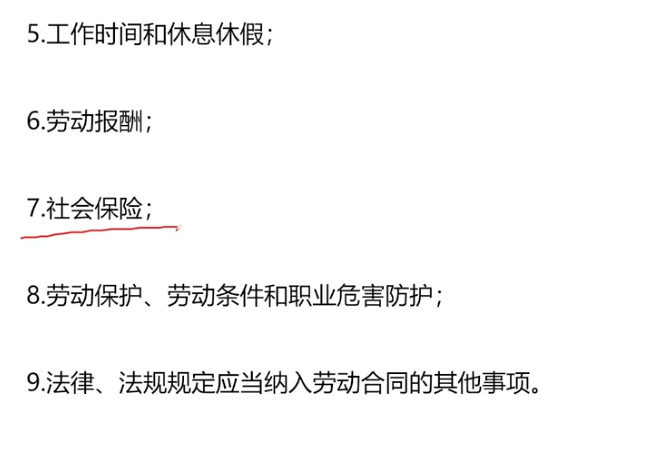 5.工作时间和休息休假；
6.劳动报酬；
7.社会保险；
8.劳动保护、劳动条件和职业危害防护；
9.法律、法规规定应当纳入劳动合同的其他事项。